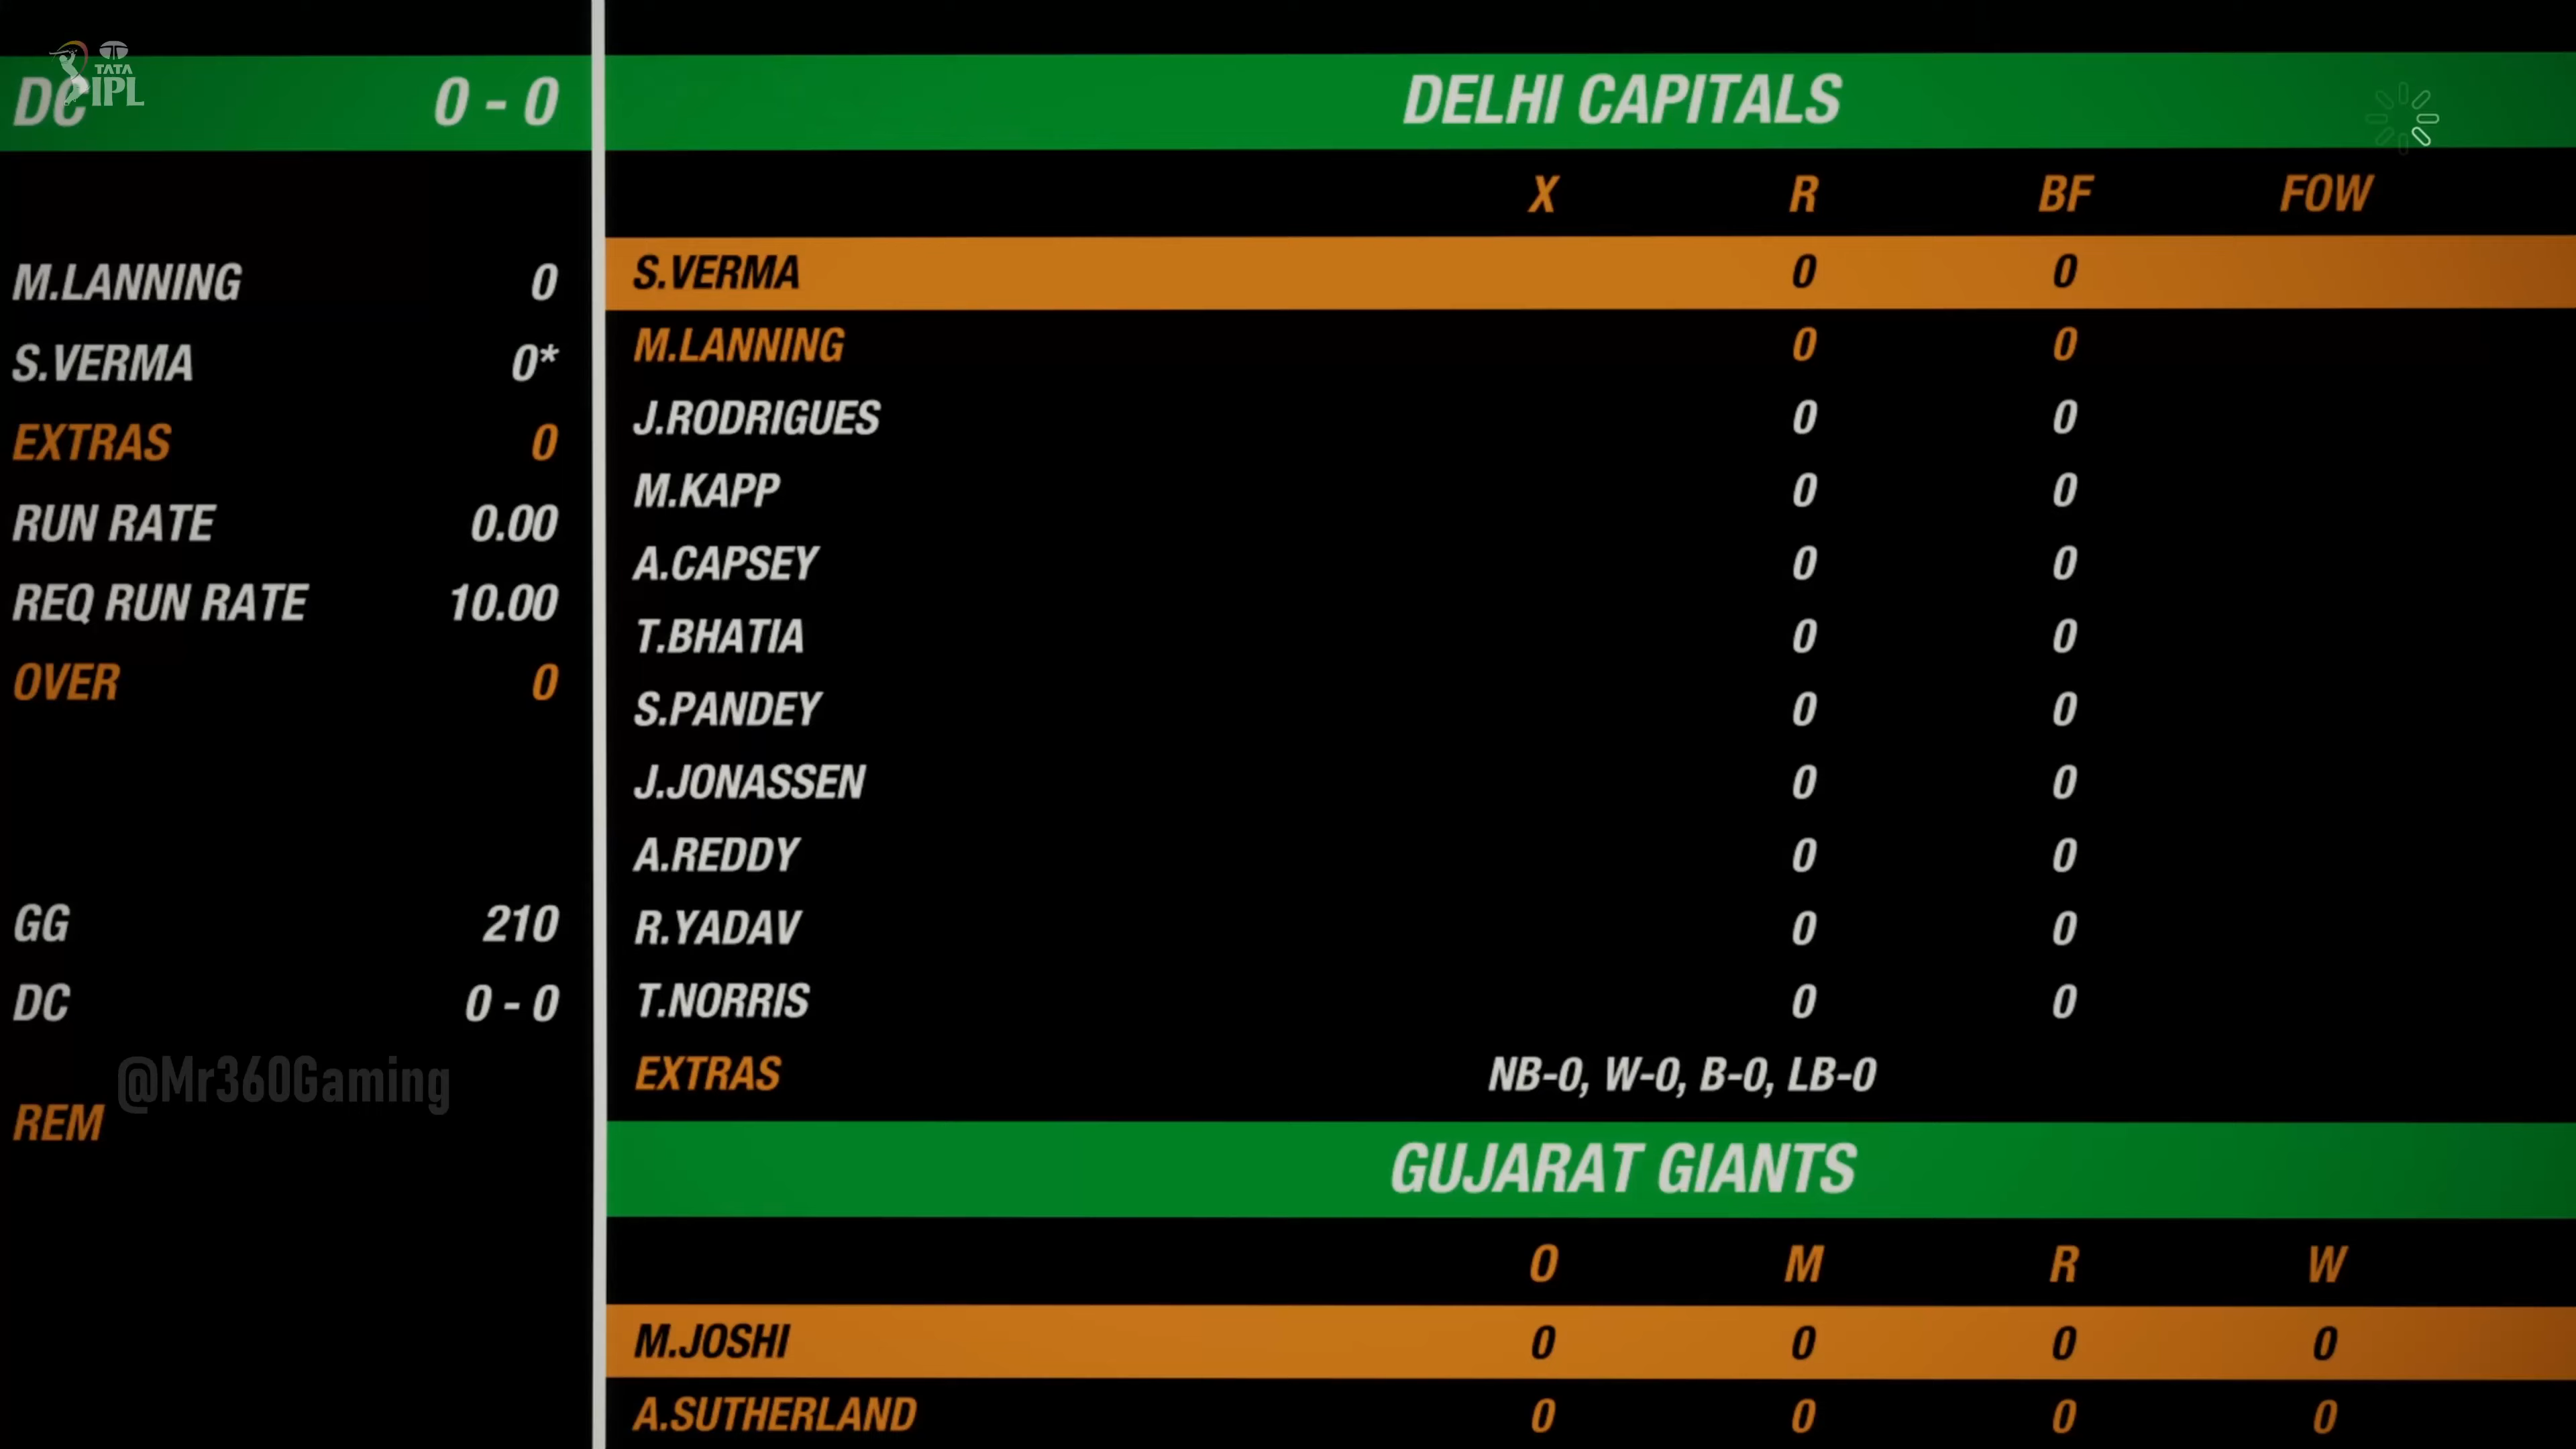 TATA
IPL
DC 0 - 0
M.LANNING 0
S.VERMA 0*
EXTRAS 0
RUN RATE 0.00
REQ RUN RATE 10.00
OVER 0
GG 210
DC 0 - 0
@Mr360Gaming
REM
DELHI CAPITALS
X R BF FOW
S.VERMA 0 0
M.LANNING 0 0
J.RODRIGUES 0 0
M.KAPP 0 0
A.CAPSEY 0 0
T.BHATIA 0 0
S.PANDEY 0 0
J.JONASSEN 0 0
A.REDDY 0 0
R.YADAV 0 0
T.NORRIS 0 0
EXTRAS NB-0, W-0, B-0, LB-0
GUJARAT GIANTS
O M R W
M.JOSHI 0 0 0 0
A.SUTHERLAND 0 0 0 0